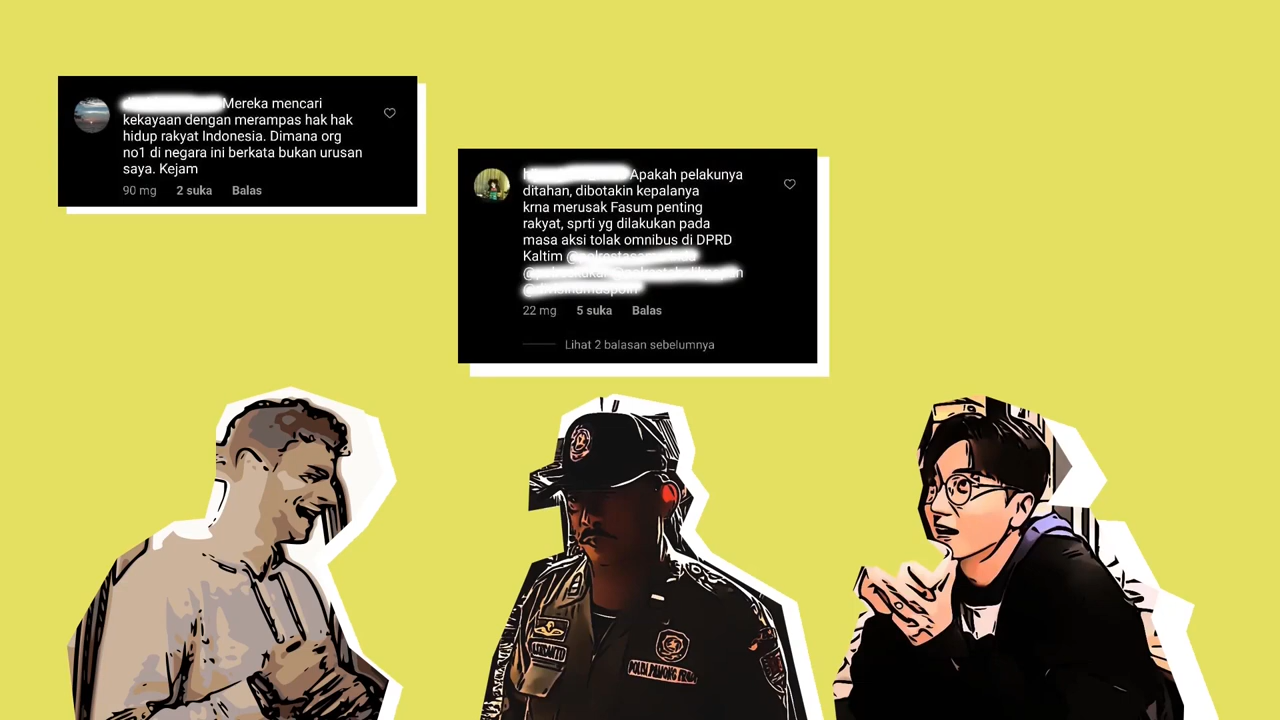 Mereka mencari
kekayaan dengan merampas hak hak
hidup rakyat Indonesia. Dimana org
no1 di negara ini berkata bukan urusan
saya. Kejam
90 mg 2 suka Balas
Apakah pelakunya
ditahan, dibotakin kepalanya
krna merusak Fasum penting
rakyat, sprti yg dilakukan pada
masa aksi tolak omnibus di DPRD
Kaltim
22 mg 5 suka Balas
Lihat 2 balasan sebelumnya
POLISI PAMONG PRAJA